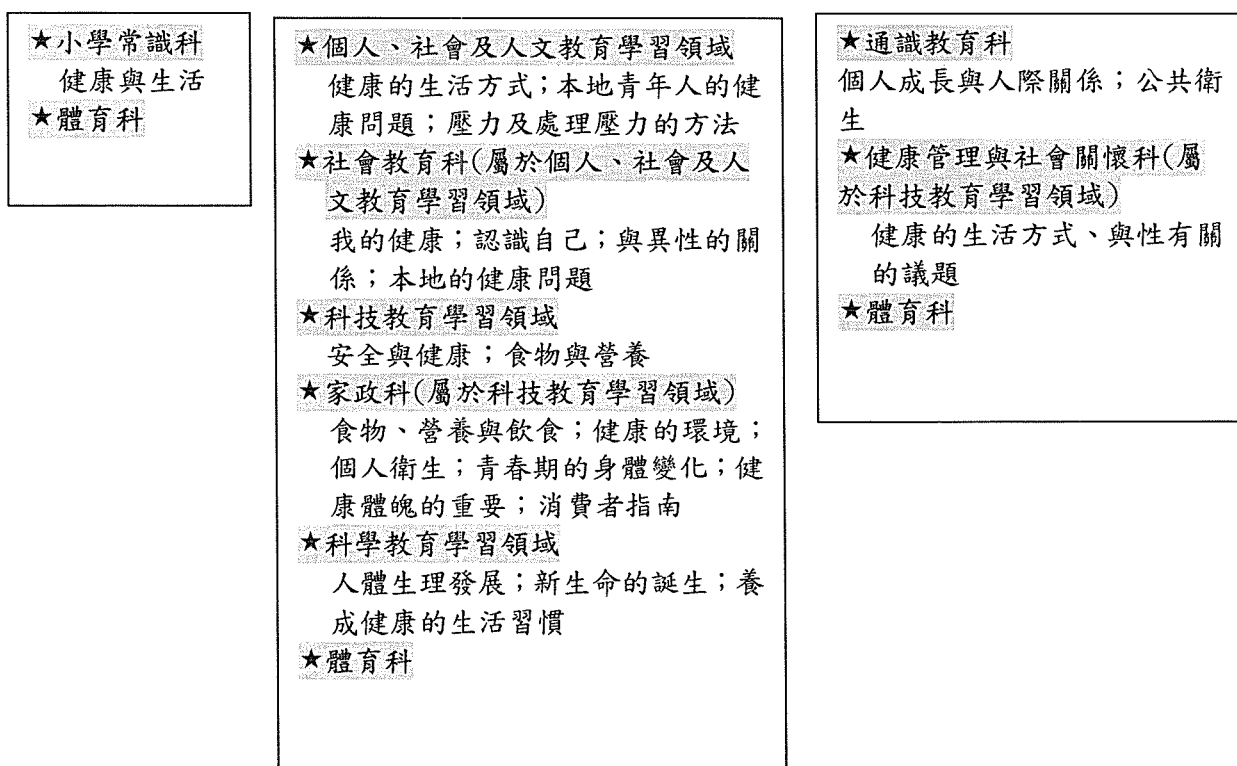 ★小學常識科
健康與生活
★體育科
★個人、社會及人文教育學習領域
健康的生活方式;本地青年人的健
康問題;壓力及處理壓力的方法
★社會教育科(屬於個人、社會及人
文教育學習領域)
我的健康;認識自己;與異性的關
係;本地的健康問題
★科技教育學習領域
安全與健康;食物與營養
★家政科(屬於科技教育學習領域)
食物、營養與飲食;健康的環境;
個人衛生;青春期的身體變化;健
康體魄的重要;消費者指南
★科學教育學習領域
人體生理發展;新生命的誕生;養
成健康的生活習慣
★體育科
★通識教育科
個人成長與人際關係;公共衛
生
★健康管理與社會關懷科(屬
於科技教育學習領域)
健康的生活方式、與性有關
的議題
★體育科